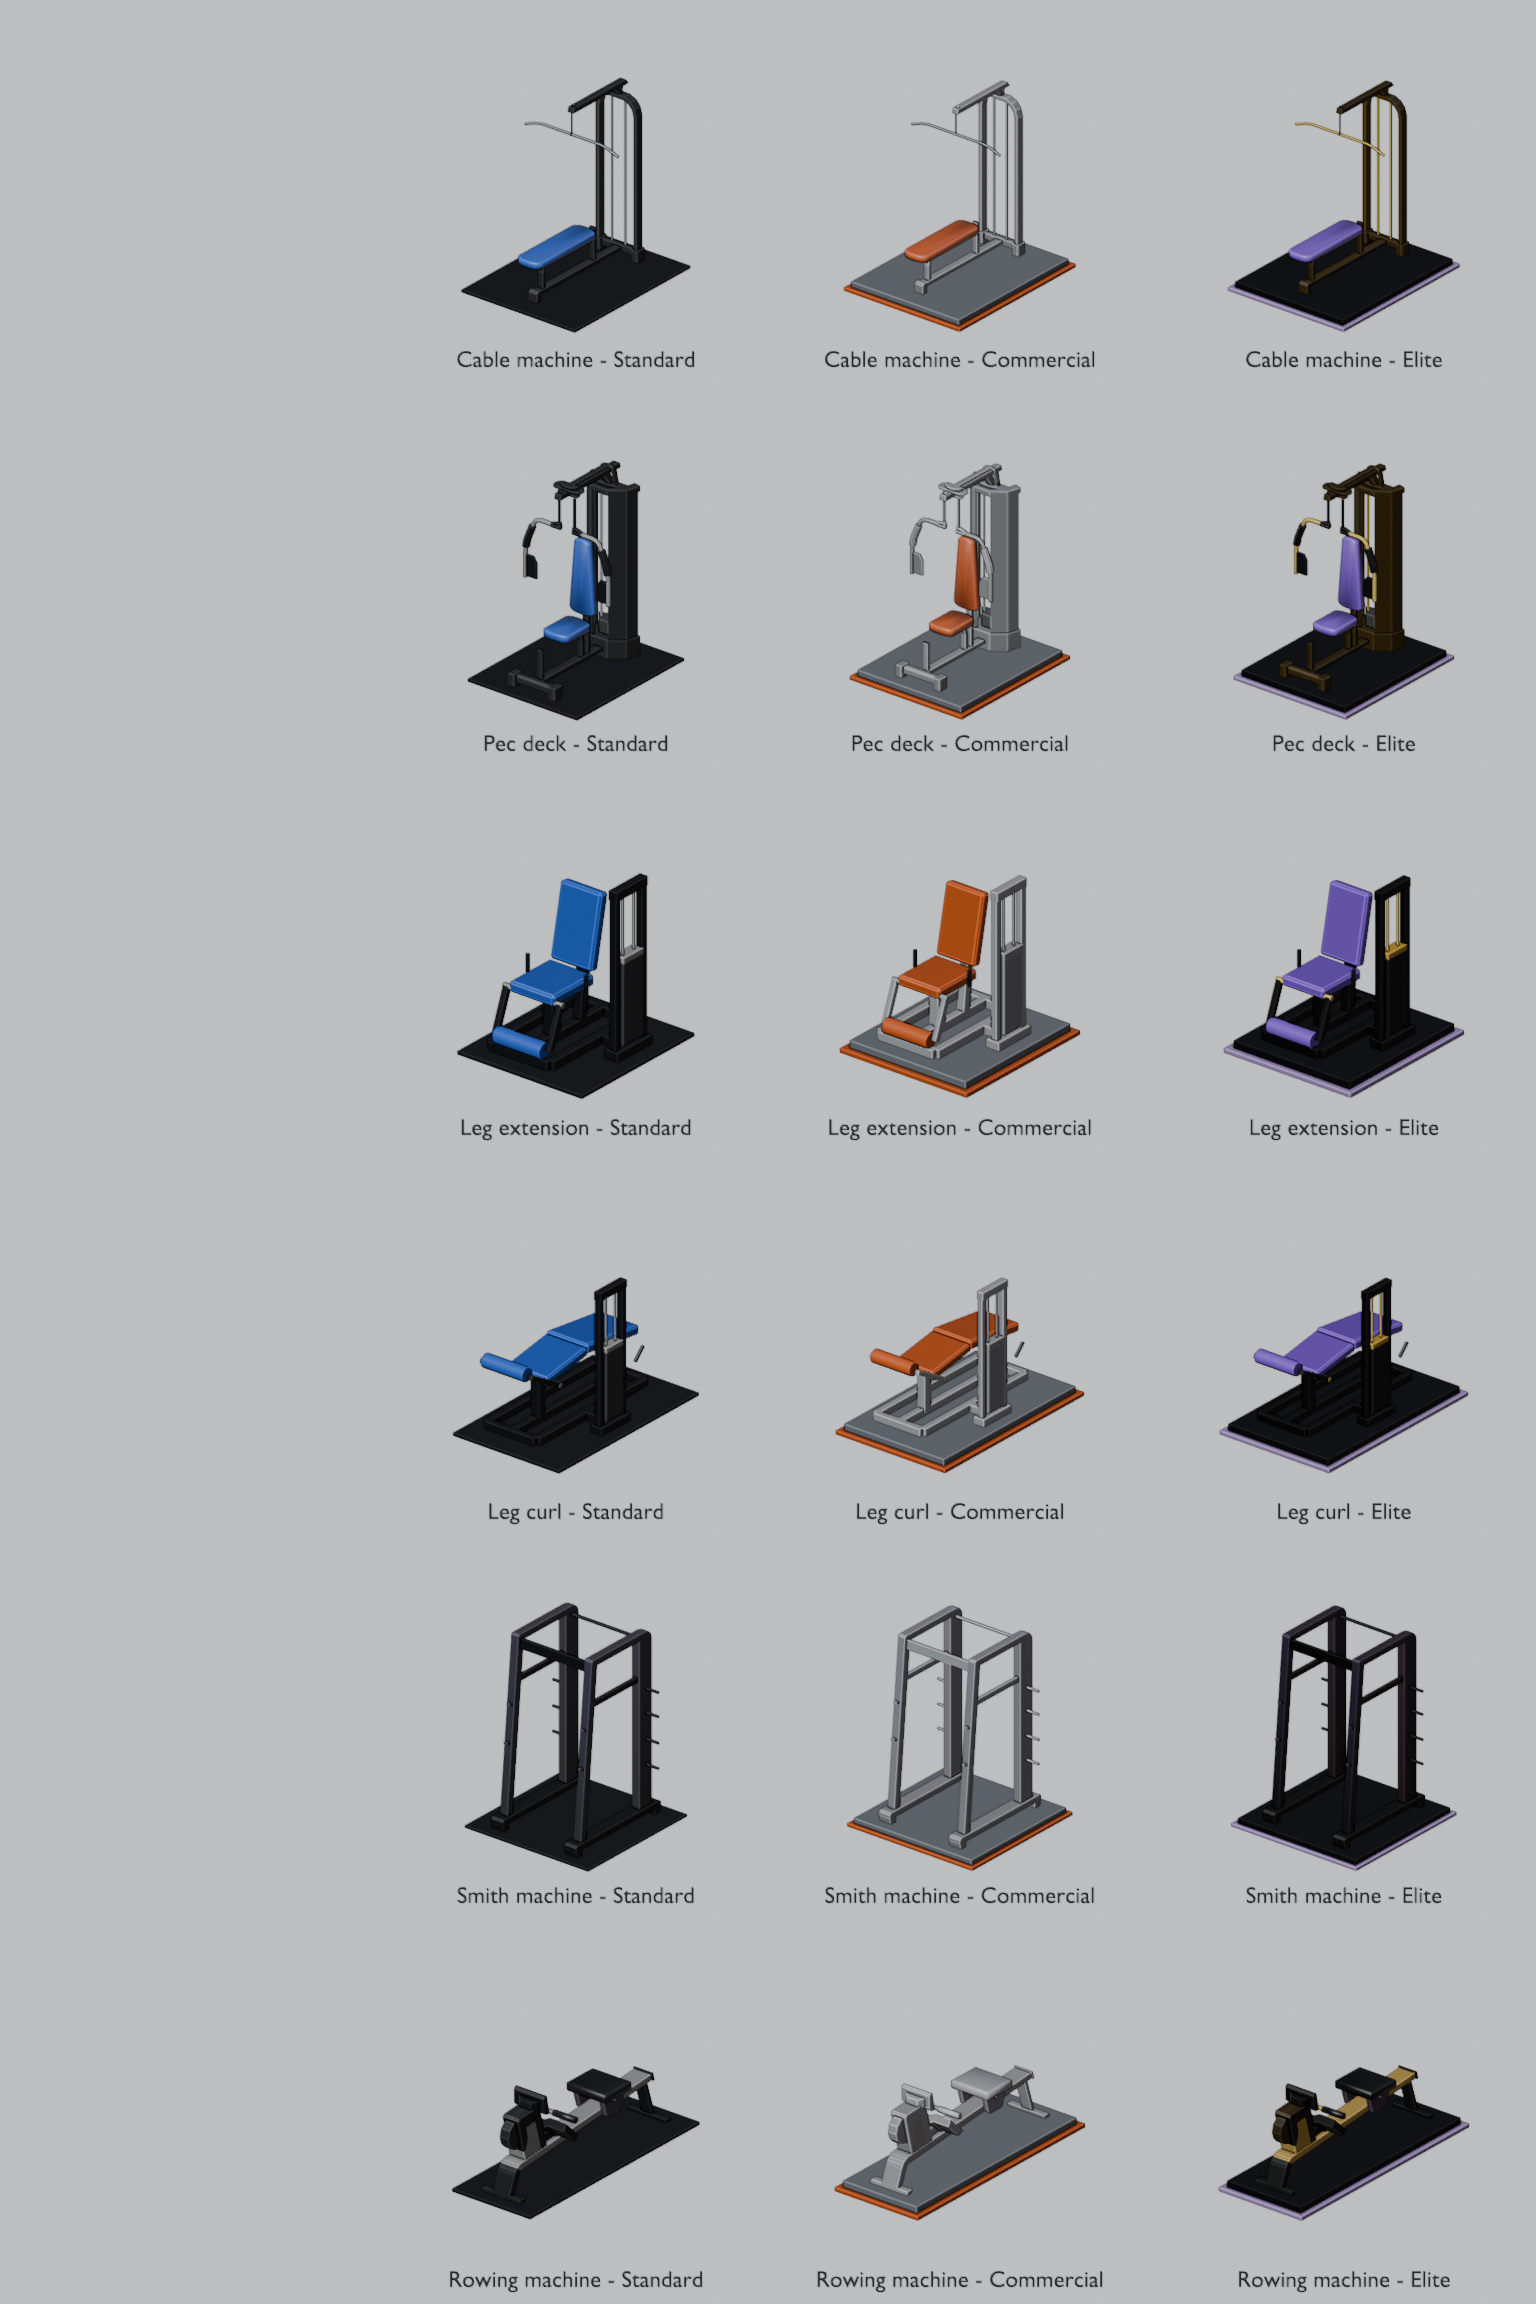 Cable machine - Standard
Cable machine - Commercial
Cable machine - Elite
Pec deck - Standard
Pec deck - Commercial
Pec deck - Elite
Leg extension - Standard
Leg extension - Commercial
Leg extension - Elite
Leg curl - Standard
Leg curl - Commercial
Leg curl - Elite
Smith machine - Standard
Smith machine - Commercial
Smith machine - Elite
Rowing machine - Standard
Rowing machine - Commercial
Rowing machine - Elite